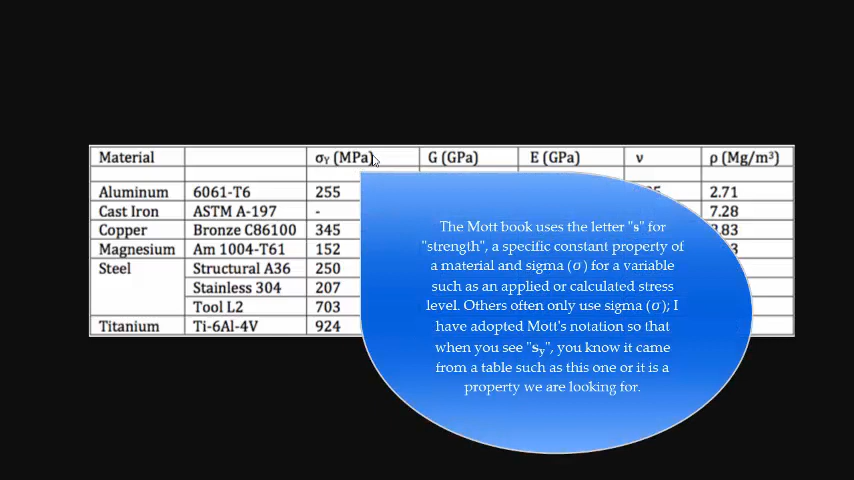 Material σY (MPa) G (GPa) E (GPa) ν ρ (Mg/m³)
Aluminum 6061-T6 255 2.71
Cast Iron ASTM A-197 - 7.28
Copper Bronze C86100 345 .83
Magnesium Am 1004-T61 152
Steel Structural A36 250
Stainless 304 207
Tool L2 703
Titanium Ti-6Al-4V 924
The Mott book uses the letter "s" for
"strength", a specific constant property of
a material and sigma (σ) for a variable
such as an applied or calculated stress
level. Others often only use sigma (σ); I
have adopted Mott's notation so that
when you see "sy", you know it came
from a table such as this one or it is a
property we are looking for.